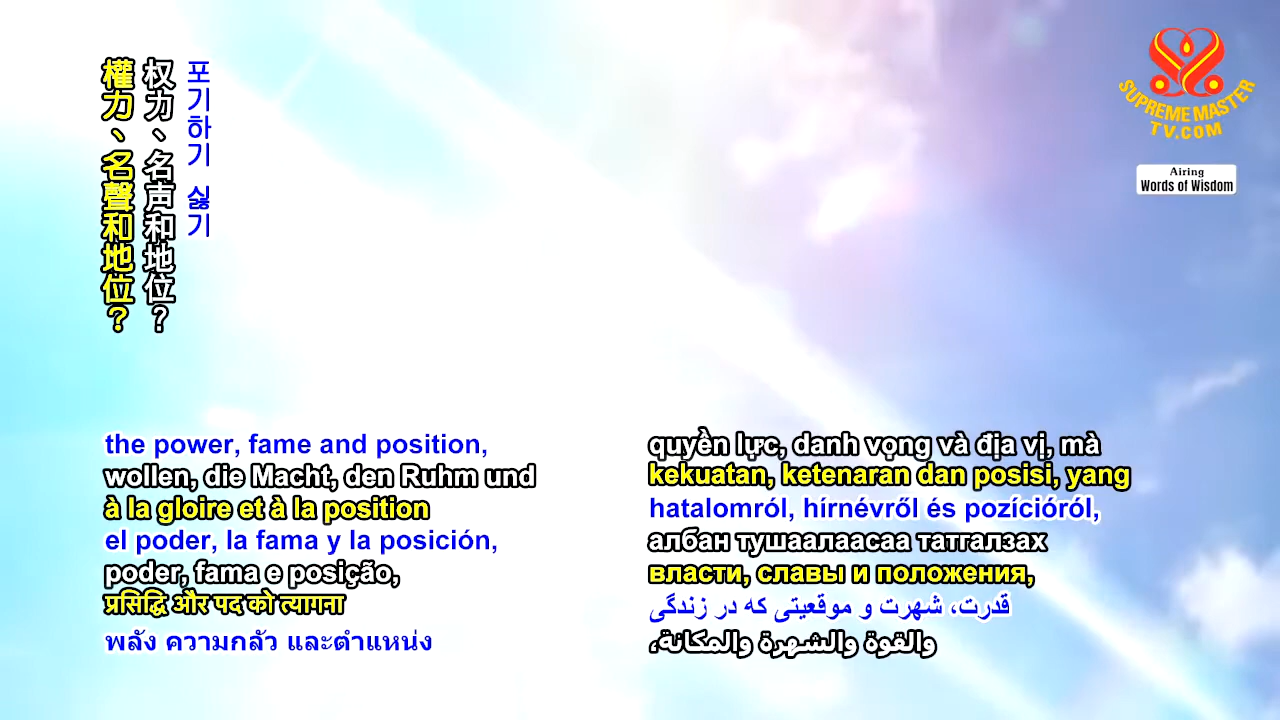 權力、名聲和地位？
权力、名声和地位？
포기하기 싫기
SUPREME MASTER
TV.COM
Airing
Words of Wisdom
the power, fame and position,
wollen, die Macht, den Ruhm und
à la gloire et à la position
el poder, la fama y la posición,
poder, fama e posição,
प्रसिद्धि और पद को त्यागना
พลัง ความกลัว และตำแหน่ง
quyền lực, danh vọng và địa vị, mà
kekuatan, ketenaran dan posisi, yang
hatalomról, hírnévről és pozícióról,
албан тушаалаасаа татгалзах
власти, славы и положения,
قدرت، شهرت و موقعیتی که در زندگی
والقوة والشهرة والمكانة،